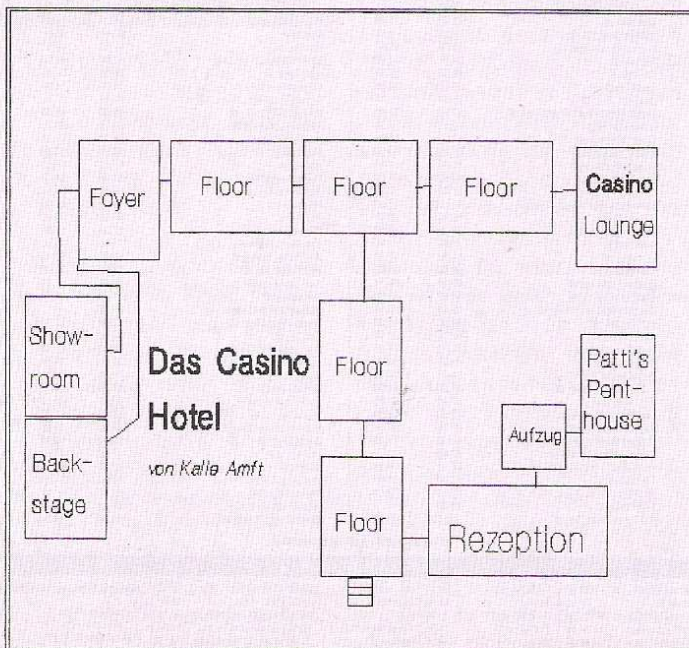 Foyer
Floor
Floor
Floor
Casino
Lounge
Show-
room
Das Casino
Hotel
von Kalle Amft
Floor
Patti's
Pent-
house
Aufzug
Back-
stage
Floor
Rezeption